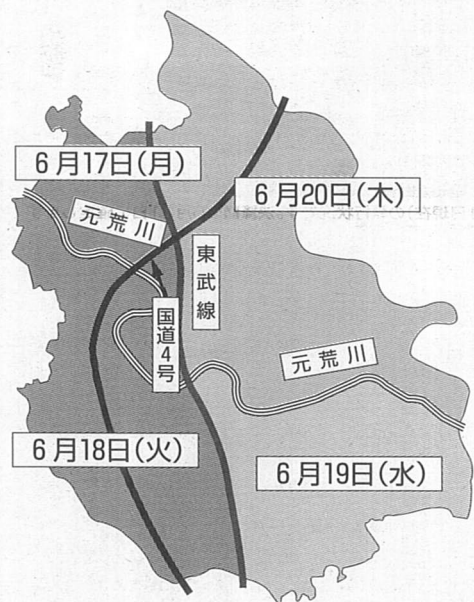 6月17日(月)
6月20日(木)
元荒川
東武線
国道4号
元荒川
6月18日(火)
6月19日(水)